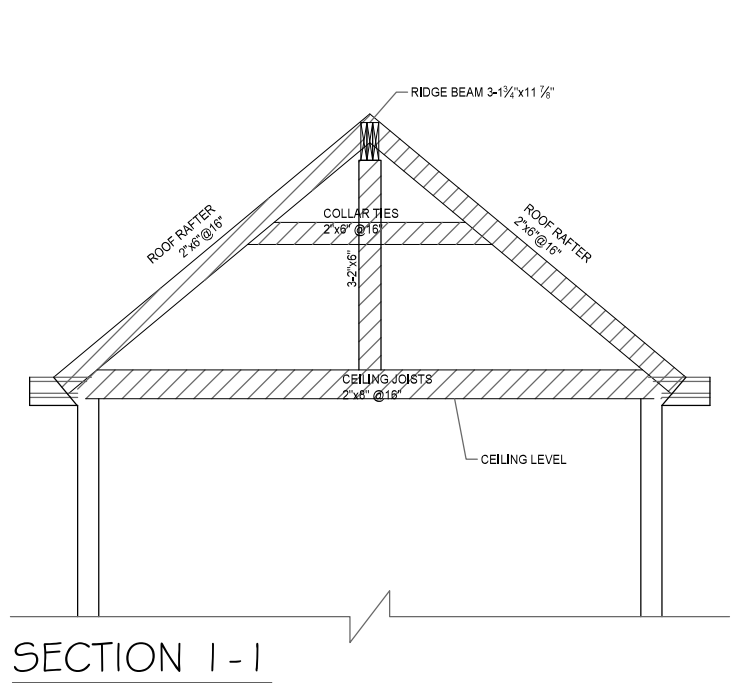 RIDGE BEAM 3-1¾"x11 ⅞"
ROOF RAFTER
2"x6"@16"
COLLAR TIES
2"x6" @16"
ROOF RAFTER
2"x6"@16"
3-2"x6"
CEILING JOISTS
2"x8" @16"
CEILING LEVEL
SECTION 1-1